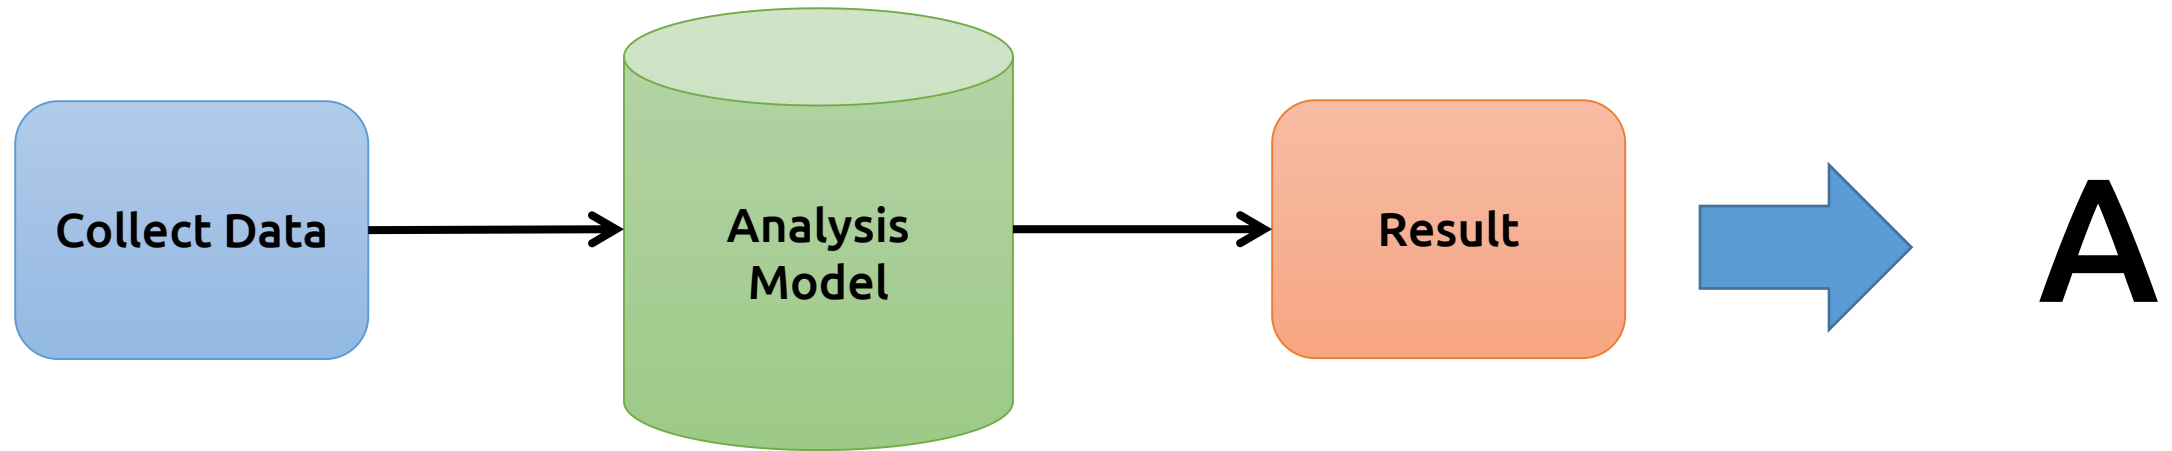 Collect Data
Analysis
Model
Result
A